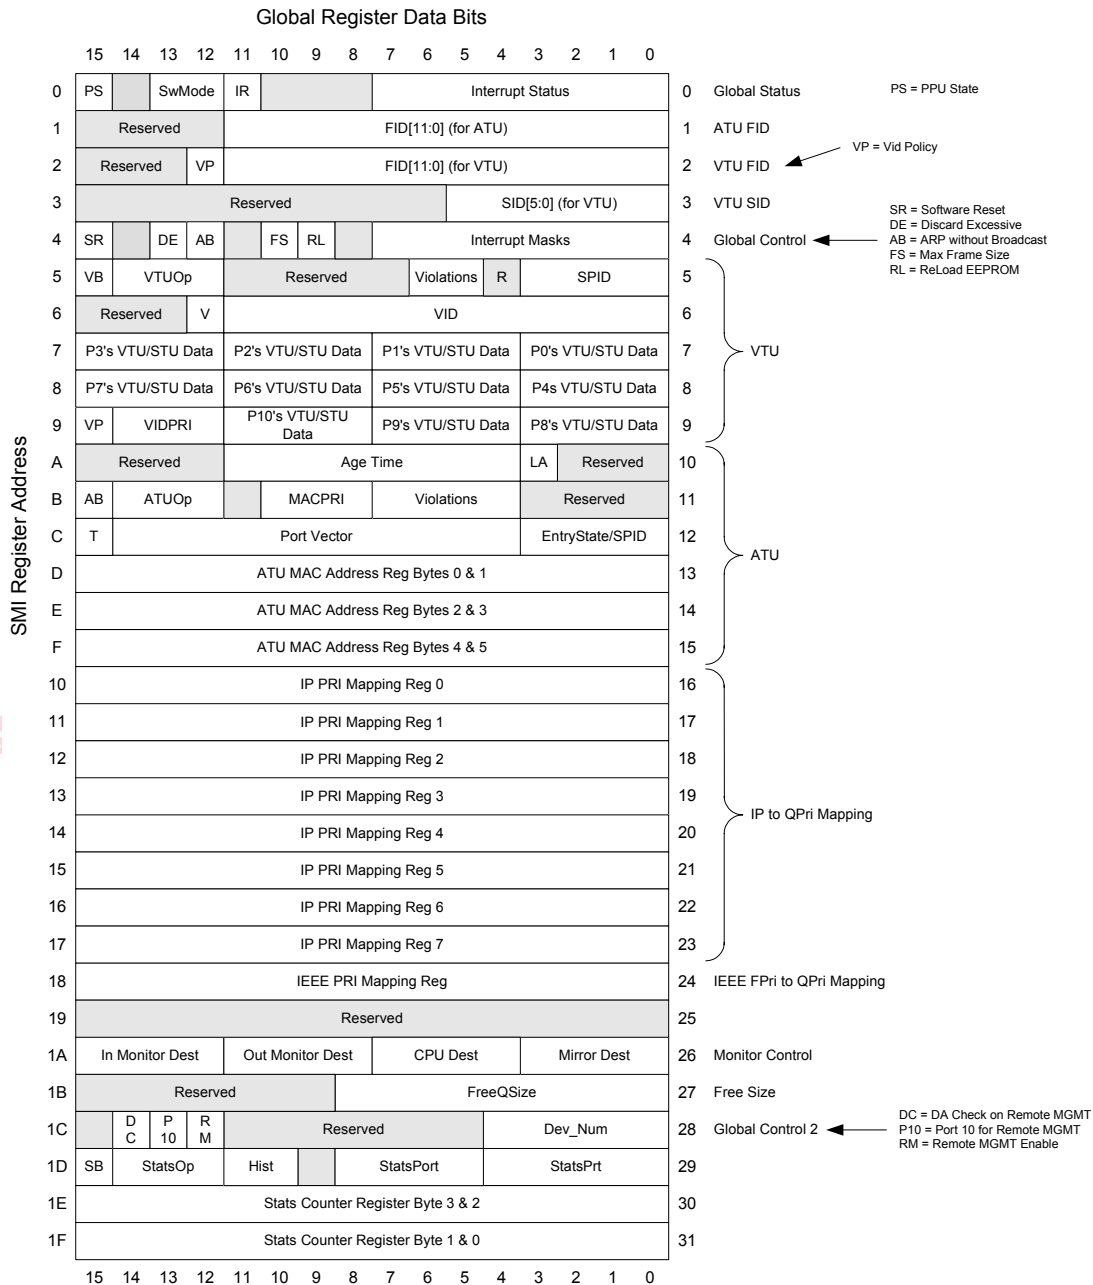 Global Register Data Bits
15 14 13 12 11 10 9 8 7 6 5 4 3 2 1 0
0 PS SwMode IR Interrupt Status 0 Global Status PS = PPU State
1 Reserved FID[11:0] (for ATU) 1 ATU FID
VP = Vid Policy
2 Reserved VP FID[11:0] (for VTU) 2 VTU FID
3 Reserved SID[5:0] (for VTU) 3 VTU SID
SR = Software Reset
DE = Discard Excessive
4 SR DE AB FS RL Interrupt Masks 4 Global Control AB = ARP without Broadcast
FS = Max Frame Size
RL = ReLoad EEPROM
5 VB VTUOp Reserved Violations R SPID 5
6 Reserved V VID 6
7 P3's VTU/STU Data P2's VTU/STU Data P1's VTU/STU Data P0's VTU/STU Data 7 VTU
8 P7's VTU/STU Data P6's VTU/STU Data P5's VTU/STU Data P4s VTU/STU Data 8
9 VP VIDPRI P10's VTU/STU Data P9's VTU/STU Data P8's VTU/STU Data 9
SMI Register Address
A Reserved Age Time LA Reserved 10
B AB ATUOp MACPRI Violations Reserved 11
C T Port Vector EntryState/SPID 12
ATU
D ATU MAC Address Reg Bytes 0 & 1 13
E ATU MAC Address Reg Bytes 2 & 3 14
F ATU MAC Address Reg Bytes 4 & 5 15
10 IP PRI Mapping Reg 0 16
11 IP PRI Mapping Reg 1 17
12 IP PRI Mapping Reg 2 18
13 IP PRI Mapping Reg 3 19
IP to QPri Mapping
14 IP PRI Mapping Reg 4 20
15 IP PRI Mapping Reg 5 21
16 IP PRI Mapping Reg 6 22
17 IP PRI Mapping Reg 7 23
18 IEEE PRI Mapping Reg 24 IEEE FPri to QPri Mapping
19 Reserved 25
1A In Monitor Dest Out Monitor Dest CPU Dest Mirror Dest 26 Monitor Control
1B Reserved FreeQSize 27 Free Size
DC = DA Check on Remote MGMT
1C DC P10 RM Reserved Dev_Num 28 Global Control 2 P10 = Port 10 for Remote MGMT
RM = Remote MGMT Enable
1D SB StatsOp Hist StatsPort StatsPrt 29
1E Stats Counter Register Byte 3 & 2 30
1F Stats Counter Register Byte 1 & 0 31
15 14 13 12 11 10 9 8 7 6 5 4 3 2 1 0